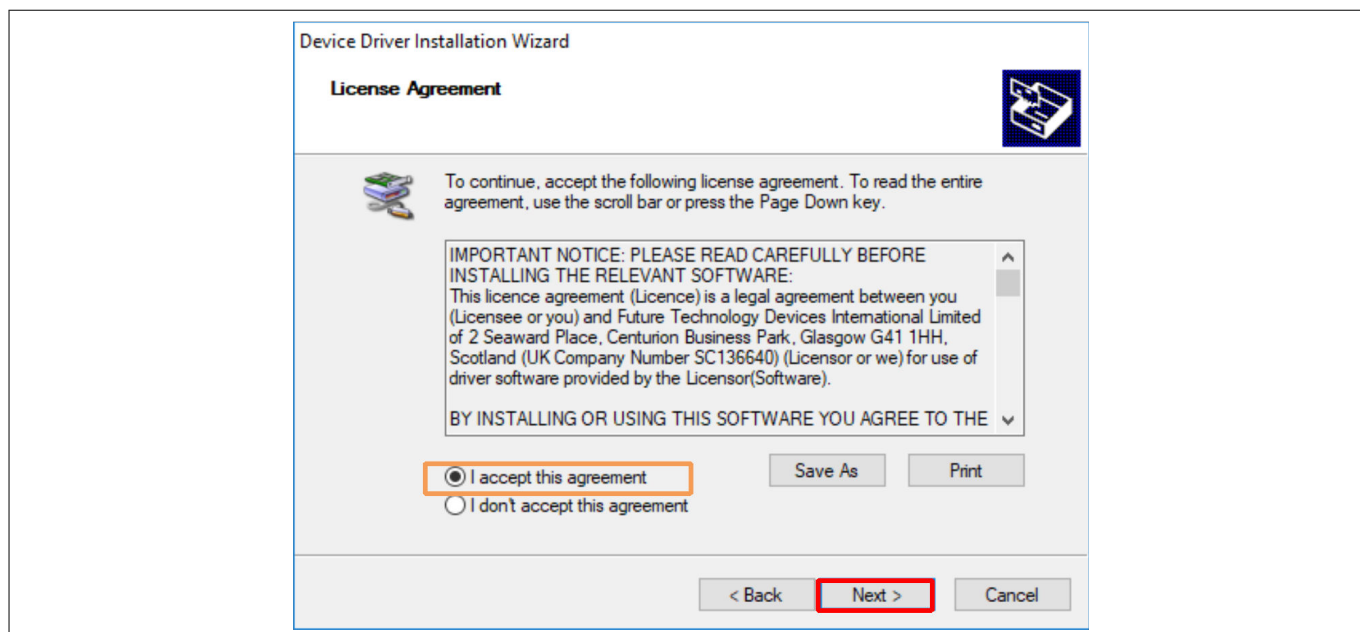 Device Driver Installation Wizard
License Agreement
To continue, accept the following license agreement. To read the entire
agreement, use the scroll bar or press the Page Down key.
IMPORTANT NOTICE: PLEASE READ CAREFULLY BEFORE
INSTALLING THE RELEVANT SOFTWARE:
This licence agreement (Licence) is a legal agreement between you
(Licensee or you) and Future Technology Devices International Limited
of 2 Seaward Place, Centurion Business Park, Glasgow G41 1HH,
Scotland (UK Company Number SC136640) (Licensor or we) for use of
driver software provided by the Licensor(Software).
BY INSTALLING OR USING THIS SOFTWARE YOU AGREE TO THE
I accept this agreement
Save As
Print
I don't accept this agreement
< Back
Next >
Cancel